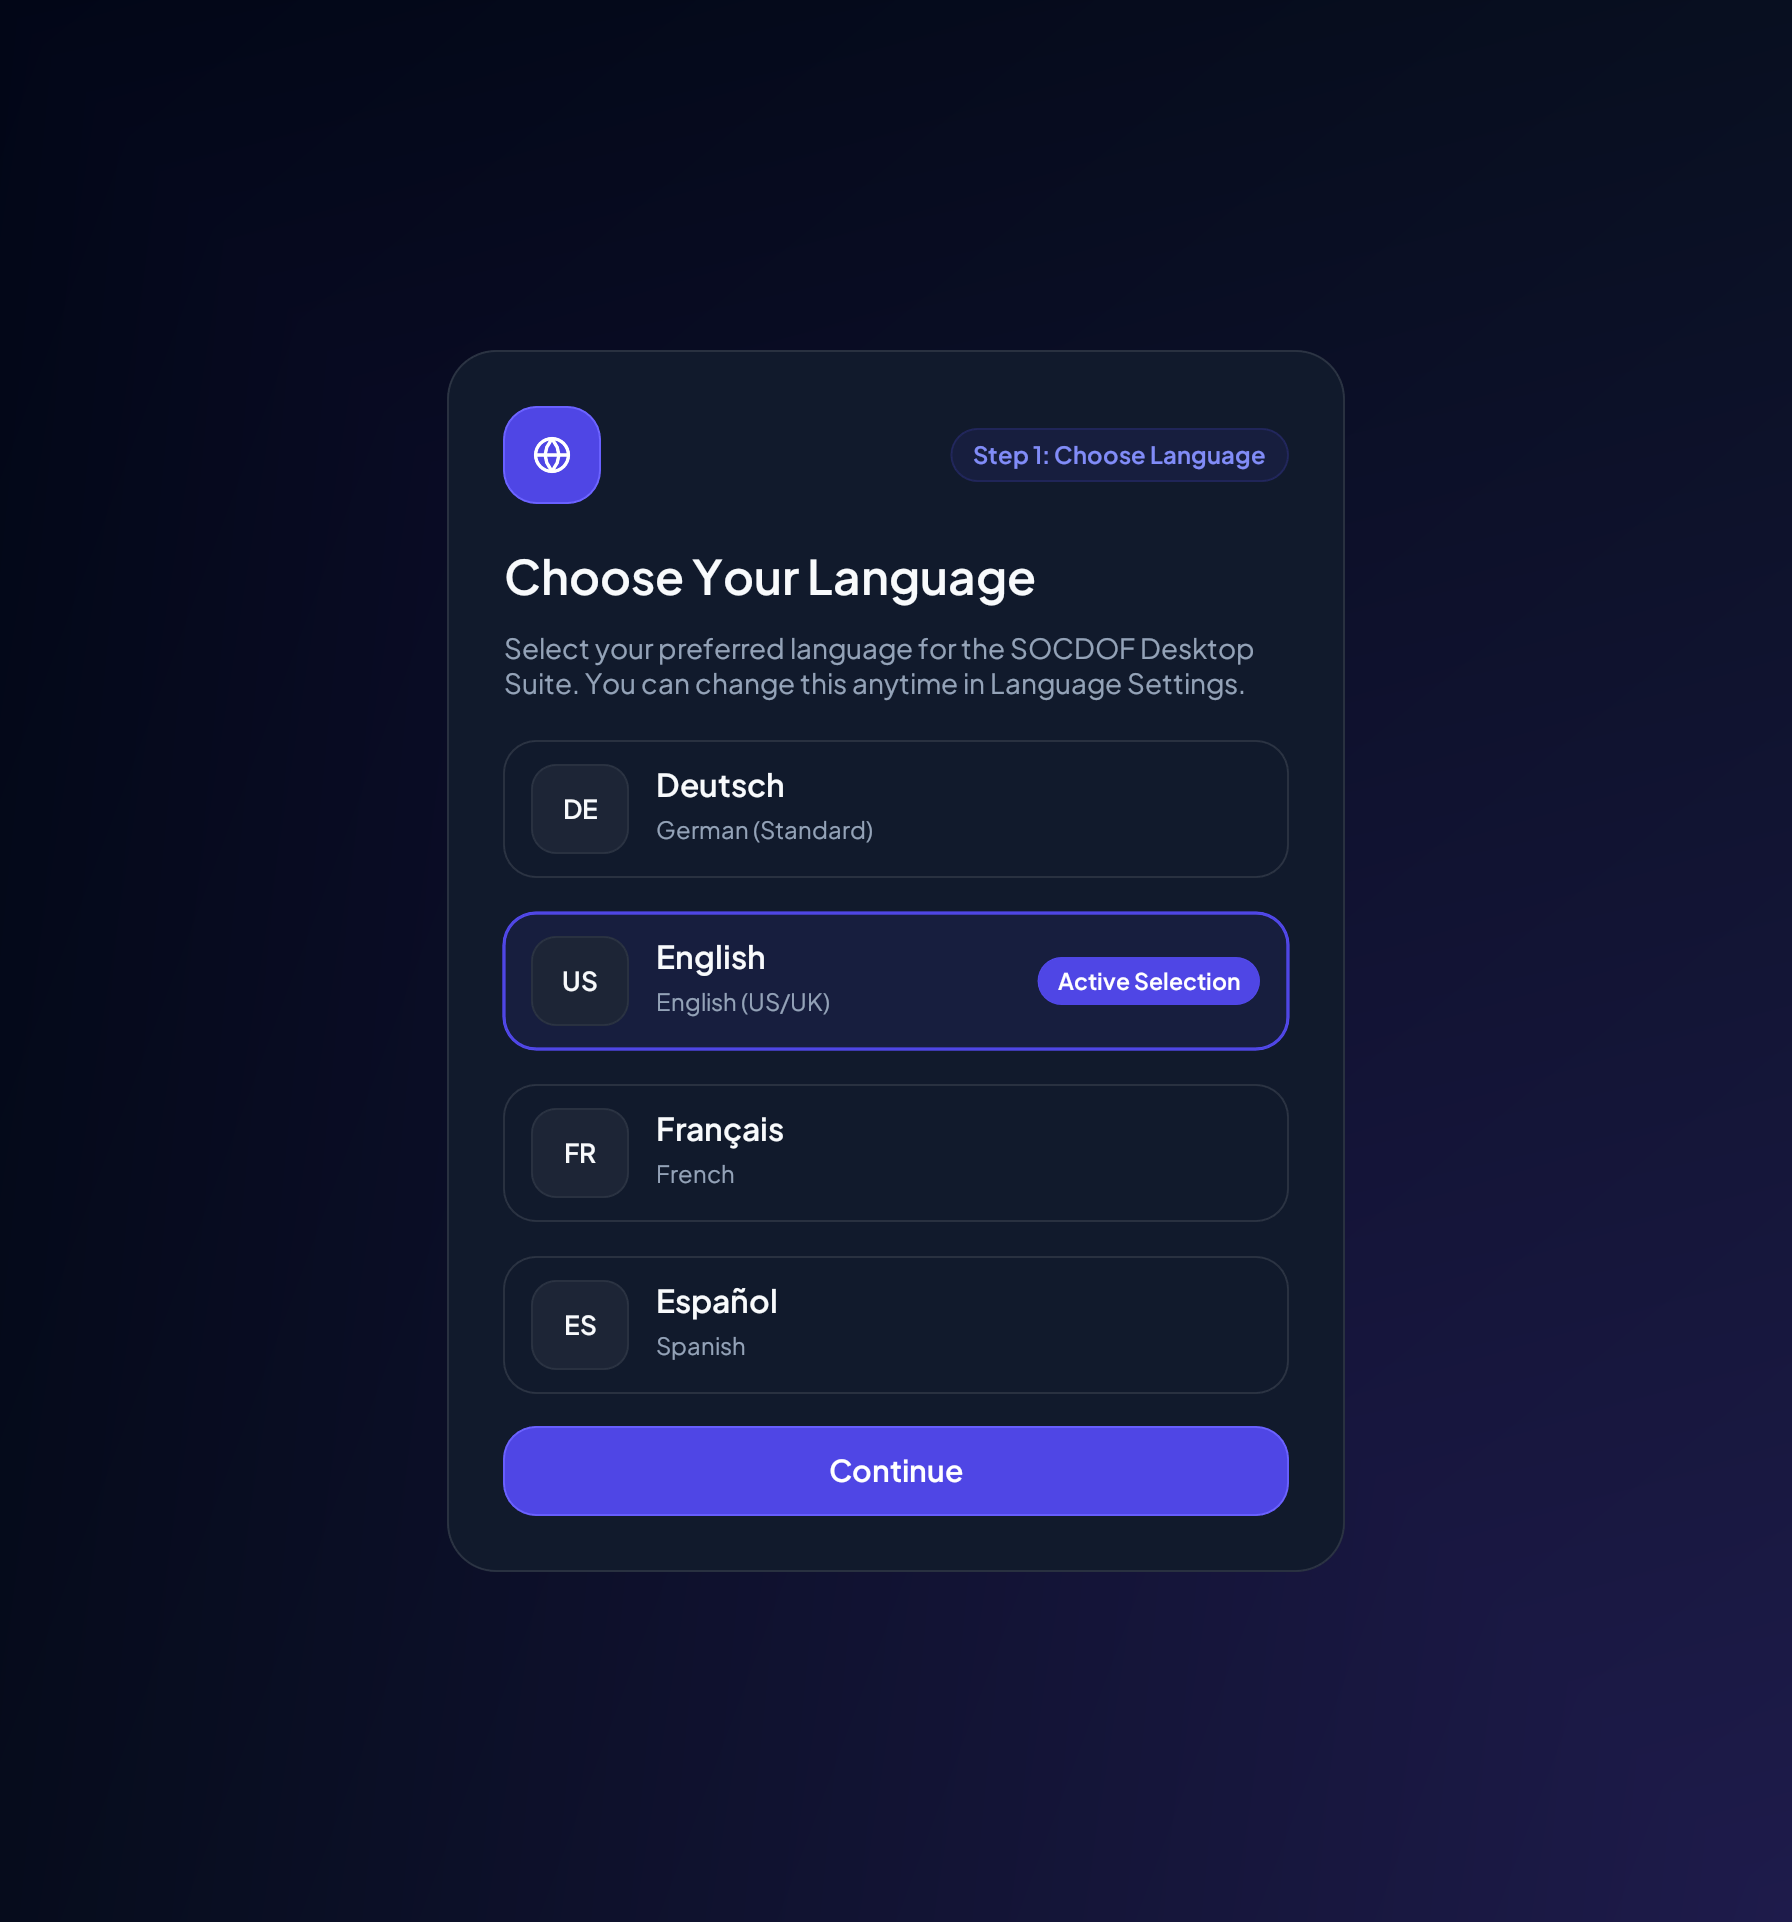 Step 1: Choose Language
Choose Your Language
Select your preferred language for the SOCDOF Desktop
Suite. You can change this anytime in Language Settings.
DE
Deutsch
German (Standard)
US
English
English (US/UK)
Active Selection
FR
Français
French
ES
Español
Spanish
Continue